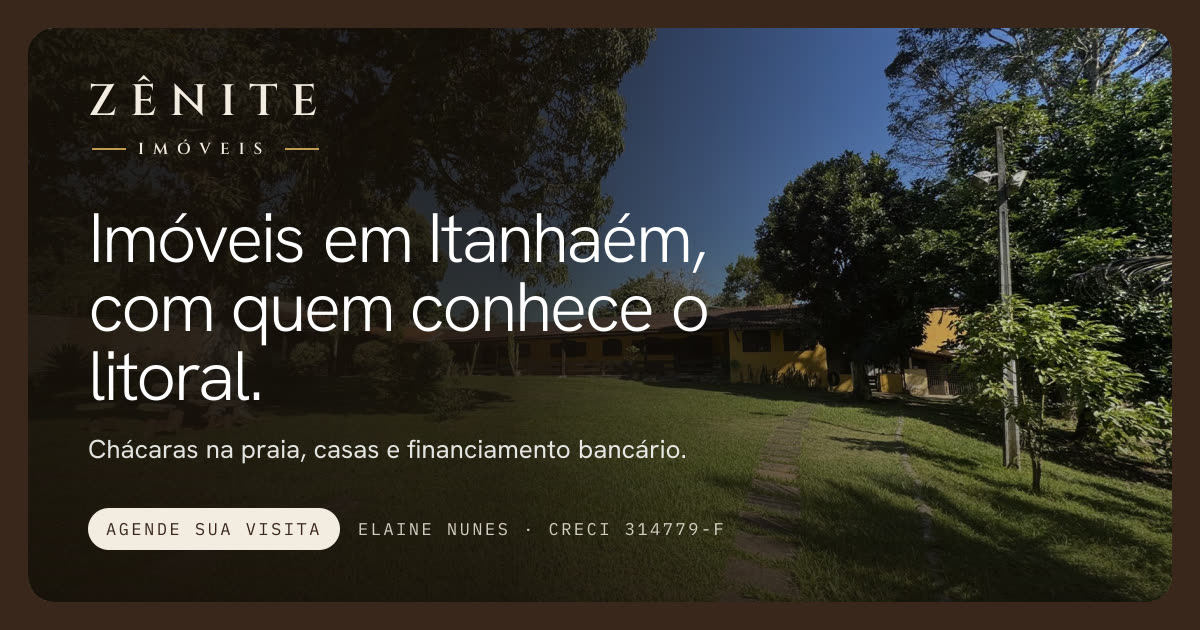 ZÊNITE
IMÓVEIS
Imóveis em Itanhaém,
com quem conhece o
litoral.
Chácaras na praia, casas e financiamento bancário.
AGENDE SUA VISITA
ELAINE NUNES · CRECI 314779-F